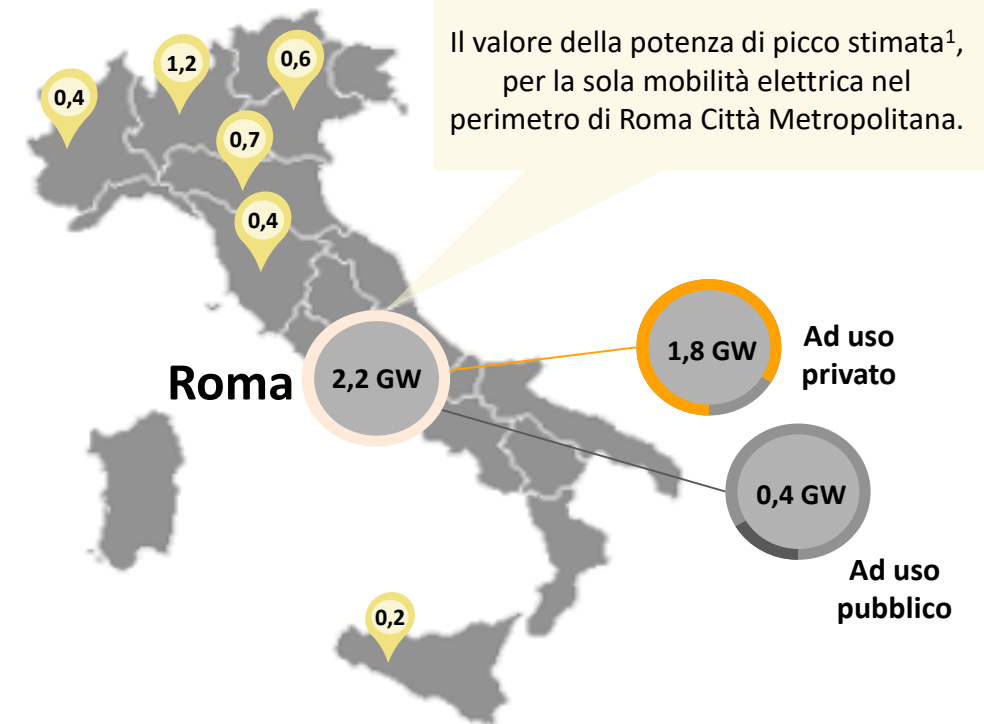 Il valore della potenza di picco stimata¹,
per la sola mobilità elettrica nel
perimetro di Roma Città Metropolitana.
0,4
1,2
0,6
0,7
0,4
Roma
2,2 GW
1,8 GW
Ad uso
privato
0,4 GW
Ad uso
pubblico
0,2